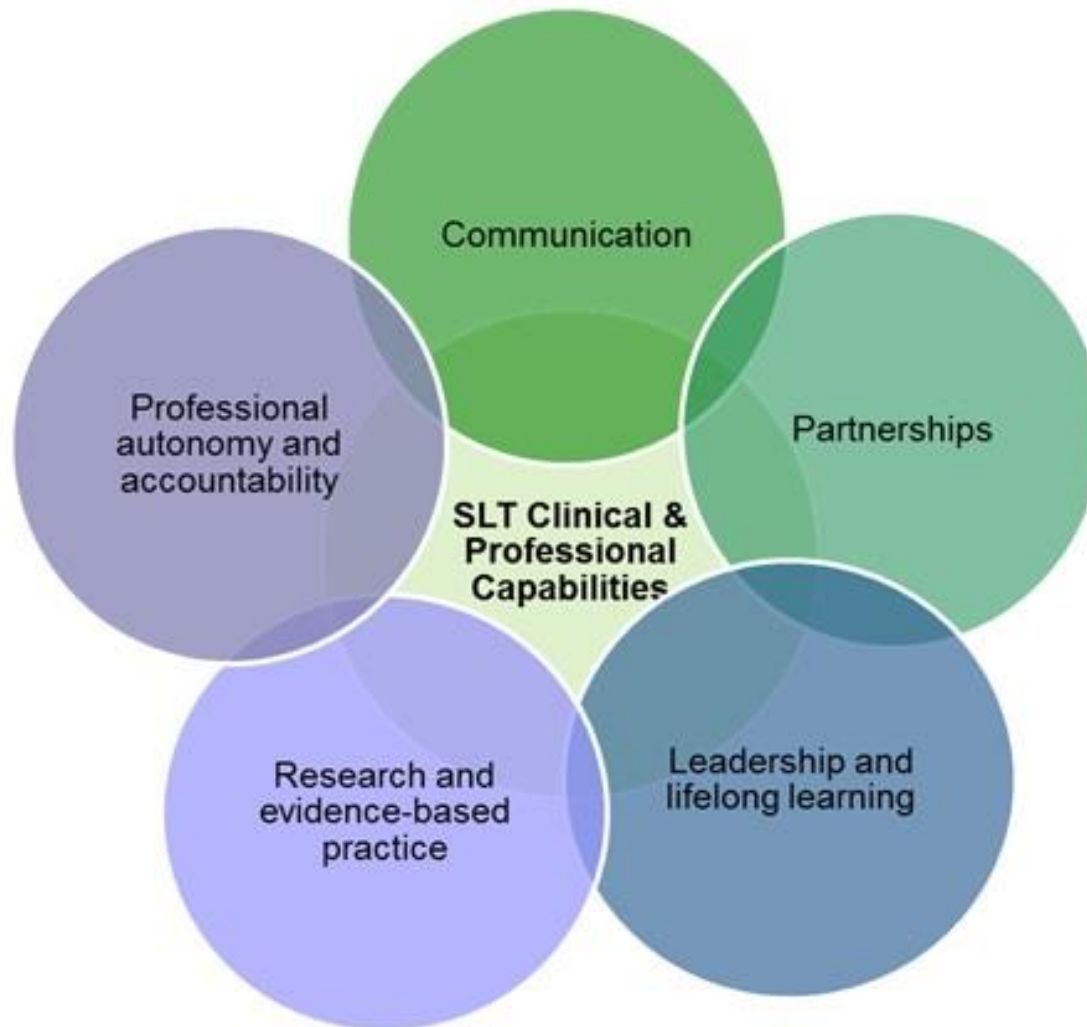 Communication
Partnerships
Professional
autonomy and
accountability
SLT Clinical &
Professional
Capabilities
Leadership and
lifelong learning
Research and
evidence-based
practice